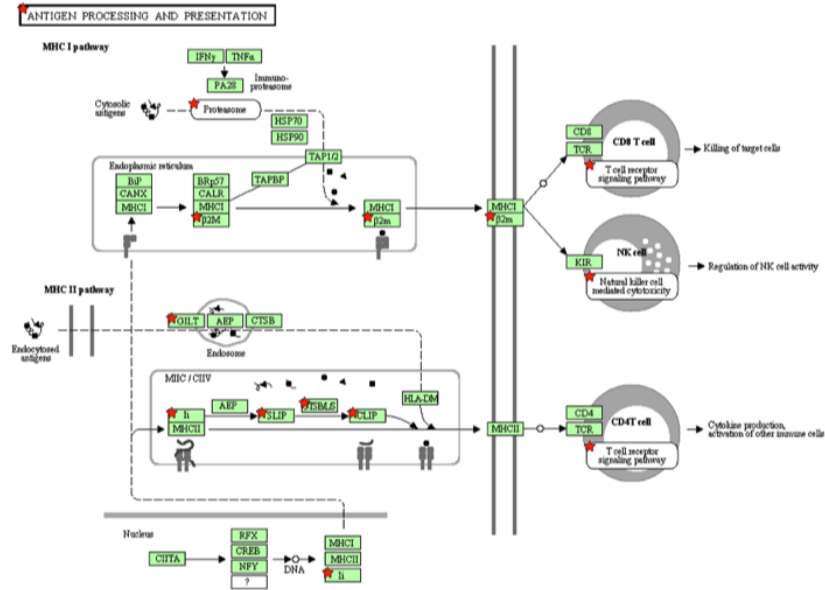 ANTIGEN PROCESSING AND PRESENTATION
MHC I pathway
IFNγ
TNFα
PA28
Immuno-
proteasome
Cytosolic
antigens
Proteasome
HSP70
HSP90
TAP1/2
Endoplasmic reticulum
BiP
CANX
MHCI
BRp57
CALR
MHCI
β2M
TAPBP
MHCI
β2m
MHCI
β2m
CD8
TCR
CD8 T cell
T cell receptor
signaling pathway
Killing of target cells
KIR
NK cell
Natural killer cell
mediated cytotoxicity
Regulation of NK cell activity
MHC II pathway
Endocytosed
antigens
GILT
AEP
CTSB
Endosome
MIIC / CIIV
Ii
MHCII
AEP
SLIP
CLIP
HLA-DM
MHCII
CD4
TCR
CD4T cell
T cell receptor
signaling pathway
Cytokine production,
activation of other immune cells
Nucleus
CIITA
RFX
CREB
NFY
?
DNA
MHCI
MHCII
Ii